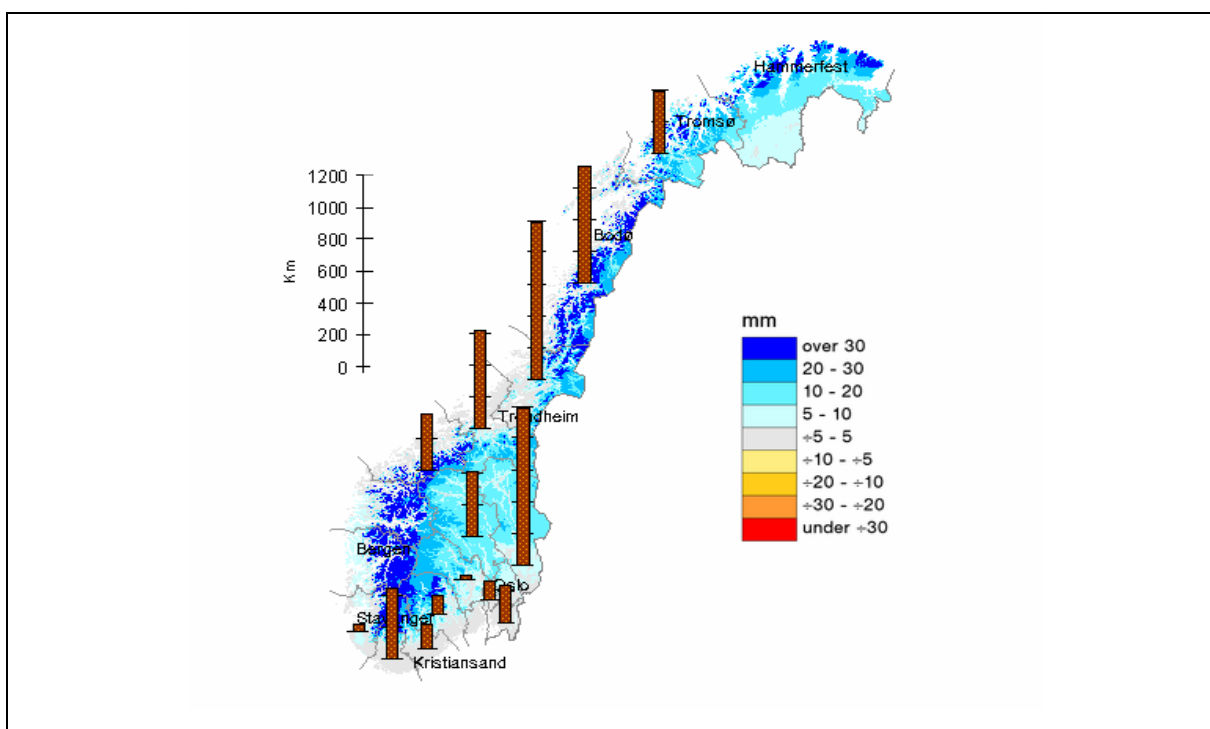 Hammerfest
Tromsø
1200
1000
800
600
400
200
0
Km
Bodø
mm
over 30
20 - 30
10 - 20
5 - 10
÷5 - 5
÷10 - ÷5
÷20 - ÷10
÷30 - ÷20
under ÷30
Trondheim
Bergen
Oslo
Stavanger
Kristiansand